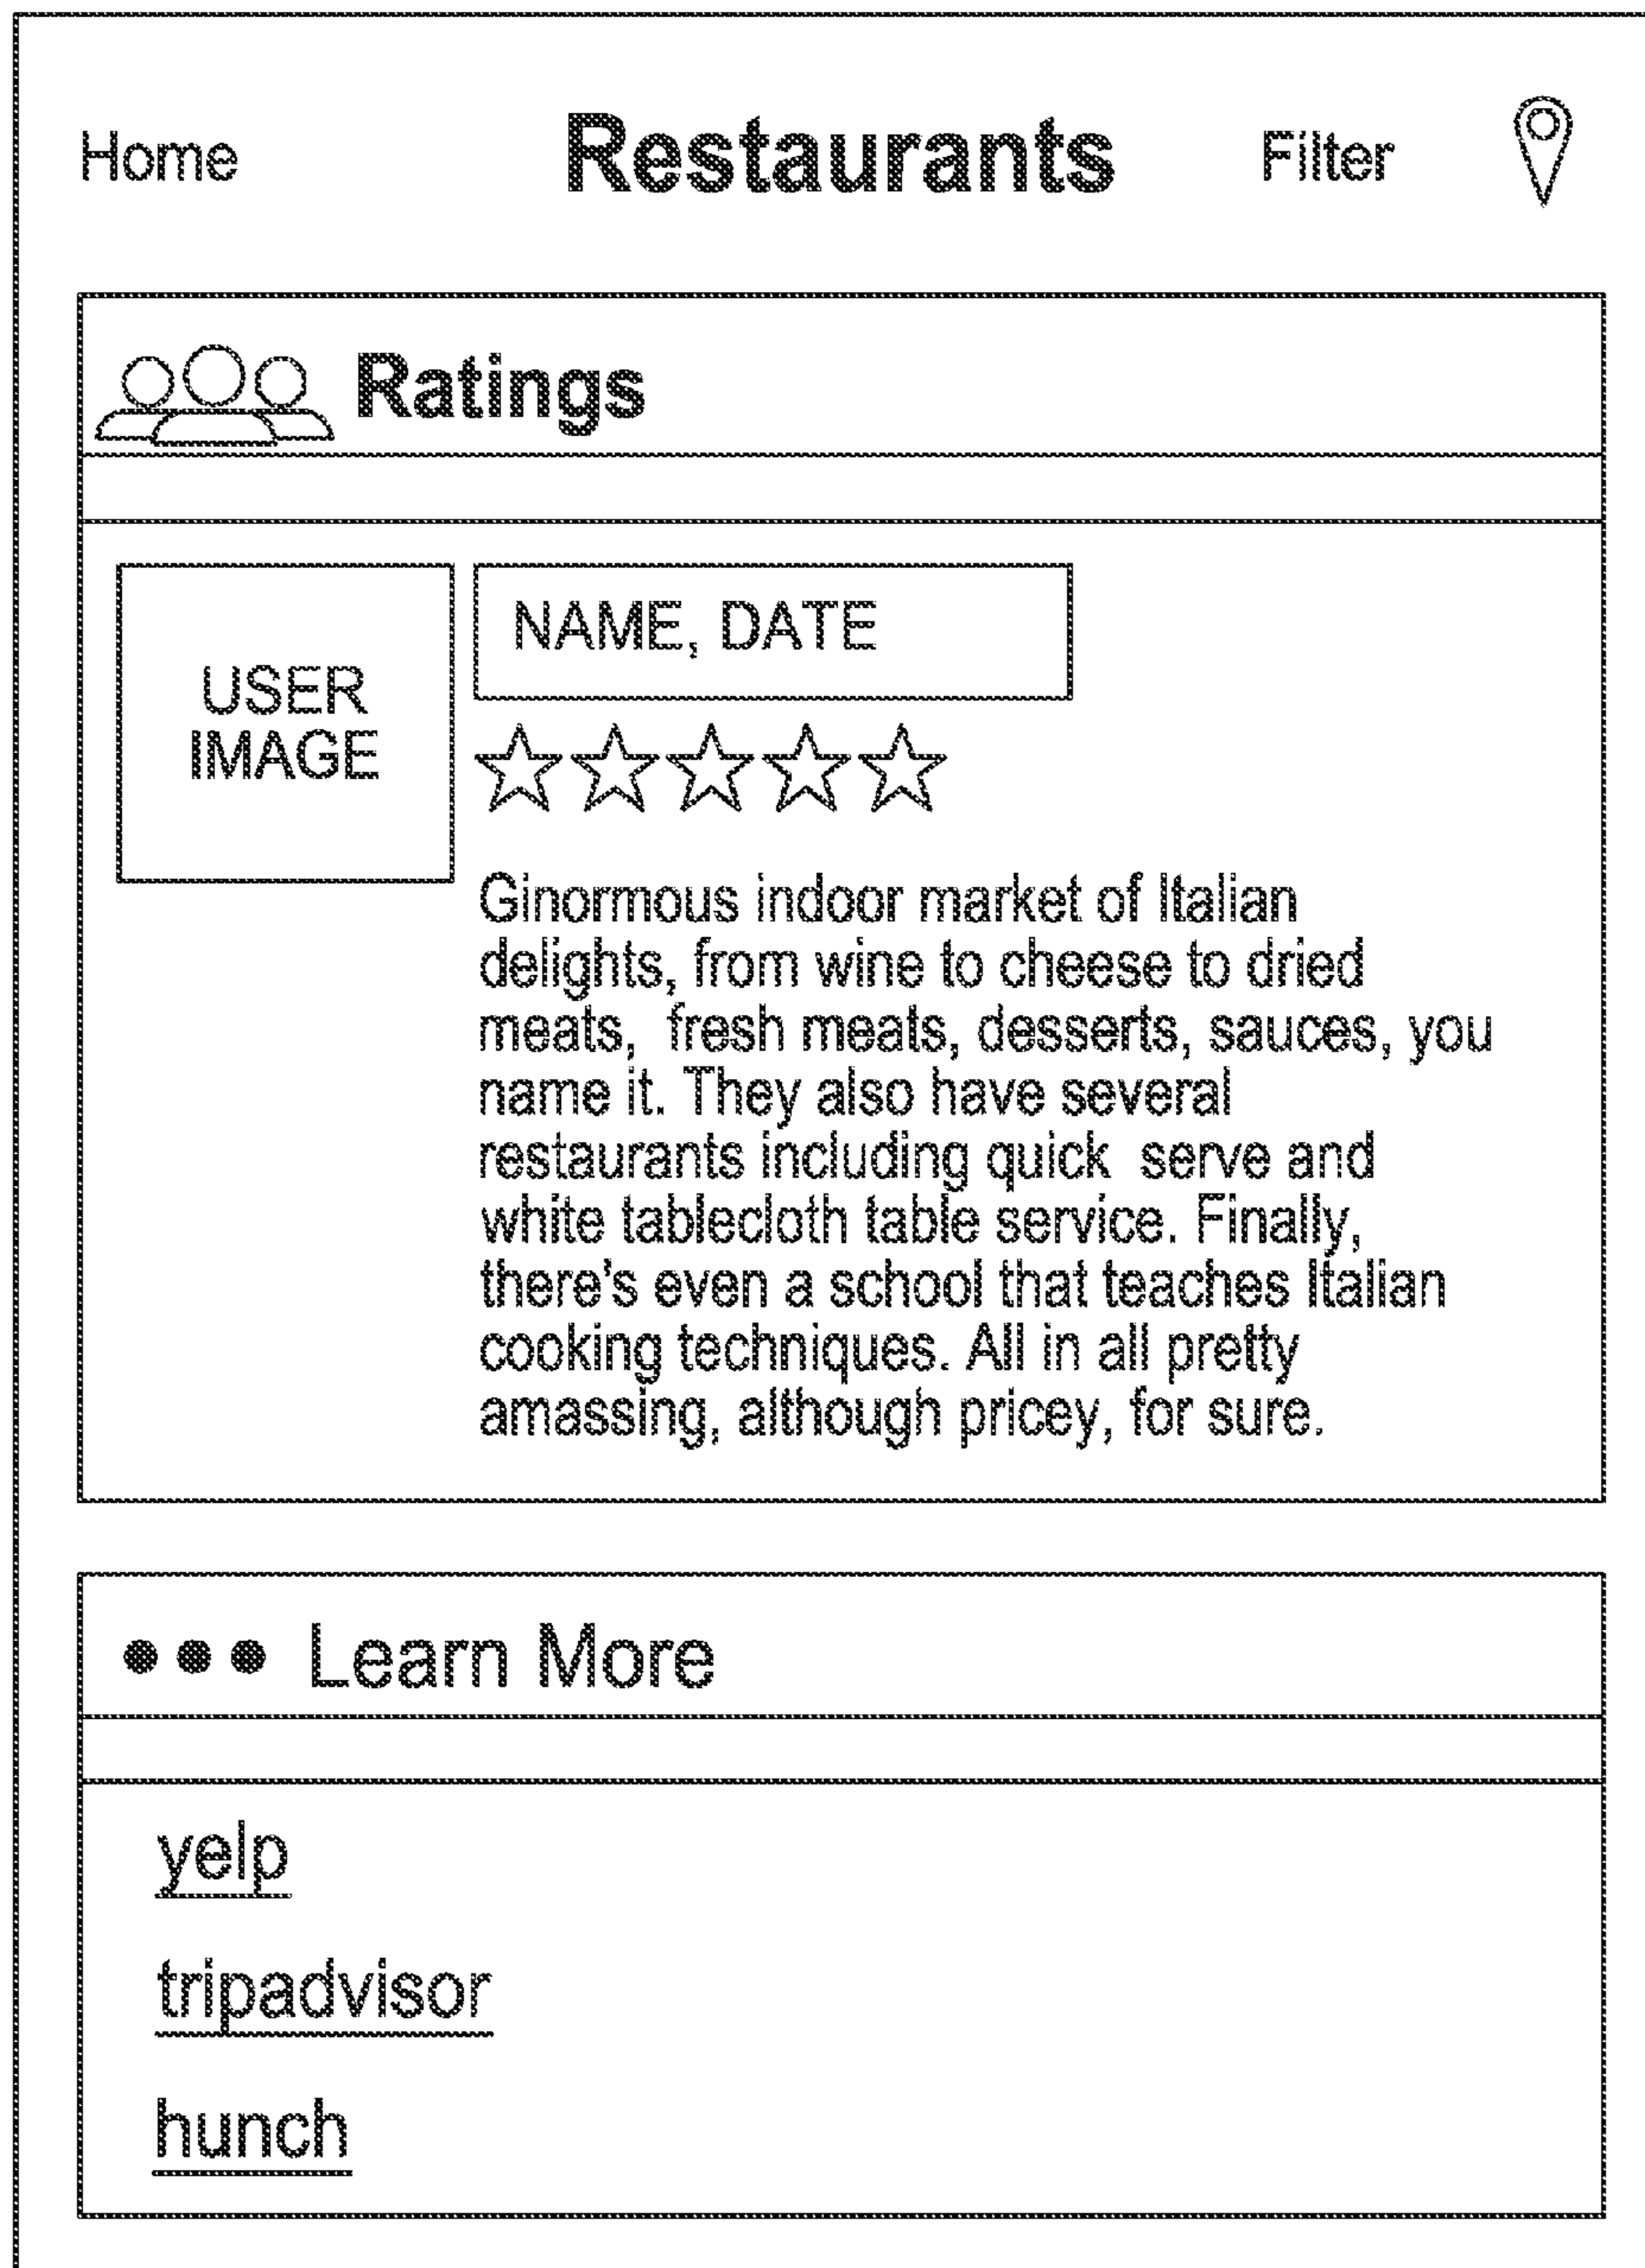 Home Restaurants Filter
Ratings
USER
IMAGE
NAME, DATE
Ginormous indoor market of Italian
delights, from wine to cheese to dried
meats, fresh meats, desserts, sauces, you
name it. They also have several
restaurants including quick serve and
white tablecloth table service. Finally,
there's even a school that teaches Italian
cooking techniques. All in all pretty
amassing, although pricey, for sure.
Learn More
yelp
tripadvisor
hunch